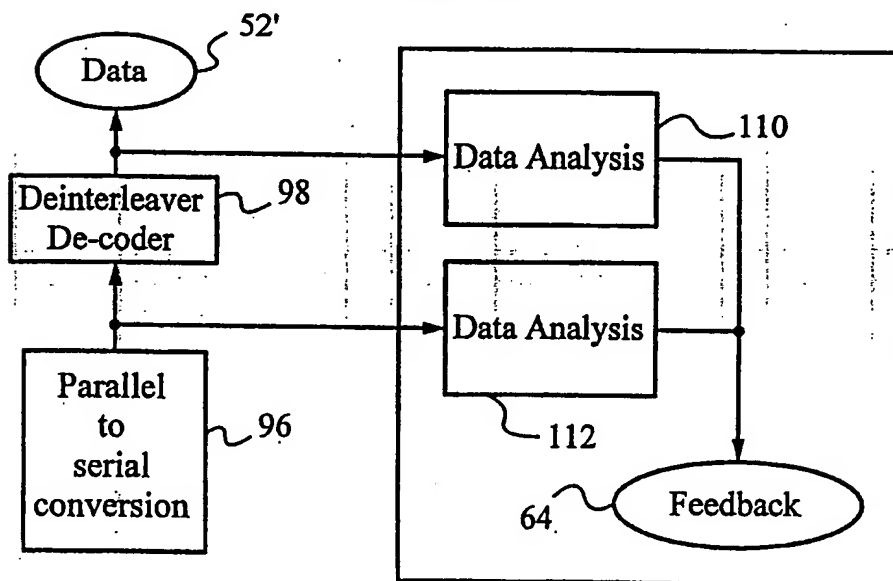 52'
Data
110
Data Analysis
Deinterleaver
De-coder
98
Data Analysis
112
Parallel
to
serial
conversion
96
64
Feedback